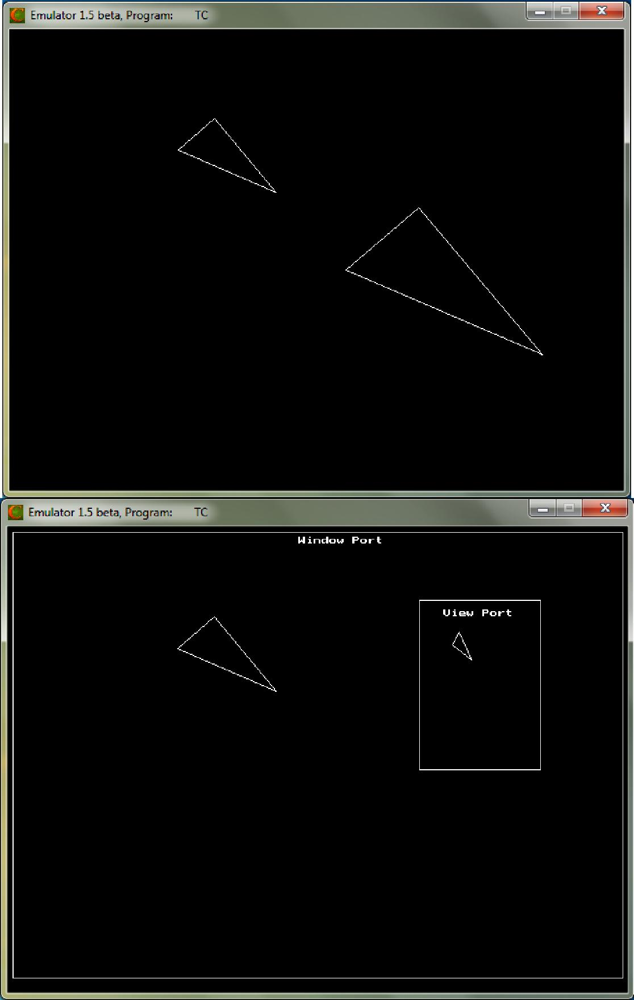 Emulator 1.5 beta, Program: TC
Emulator 1.5 beta, Program: TC
Window Port
View Port